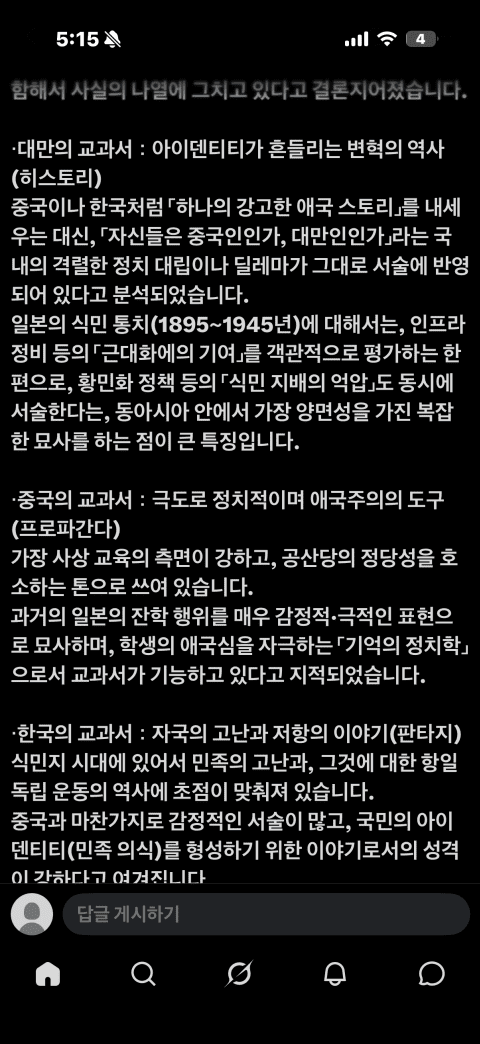 5:15
4
함해서 사실의 나열에 그치고 있다고 결론지어졌습니다.
·대만의 교과서 : 아이덴티티가 흔들리는 변혁의 역사
(히스토리)
중국이나 한국처럼 「하나의 강고한 애국 스토리」를 내세
우는 대신, 「자신들은 중국인인가, 대만인인가」라는 국
내의 격렬한 정치 대립이나 딜레마가 그대로 서술에 반영
되어 있다고 분석되었습니다.
일본의 식민 통치(1895~1945년)에 대해서는, 인프라
정비 등의 「근대화에의 기여」를 객관적으로 평가하는 한
편으로, 황민화 정책 등의 「식민 지배의 억압」도 동시에
서술한다는, 동아시아 안에서 가장 양면성을 가진 복잡
한 묘사를 하는 점이 큰 특징입니다.
·중국의 교과서 : 극도로 정치적이며 애국주의의 도구
(프로파간다)
가장 사상 교육의 측면이 강하고, 공산당의 정당성을 호
소하는 톤으로 쓰여 있습니다.
과거의 일본의 잔학 행위를 매우 감정적·극적인 표현으
로 묘사하며, 학생의 애국심을 자극하는 「기억의 정치학」
으로서 교과서가 기능하고 있다고 지적되었습니다.
·한국의 교과서 : 자국의 고난과 저항의 이야기(판타지)
식민지 시대에 있어서 민족의 고난과, 그것에 대한 항일
독립 운동의 역사에 초점이 맞춰져 있습니다.
중국과 마찬가지로 감정적인 서술이 많고, 국민의 아이
덴티티(민족 의식)를 형성하기 위한 이야기로서의 성격
이 강하다고 여겨집니다
답글 게시하기